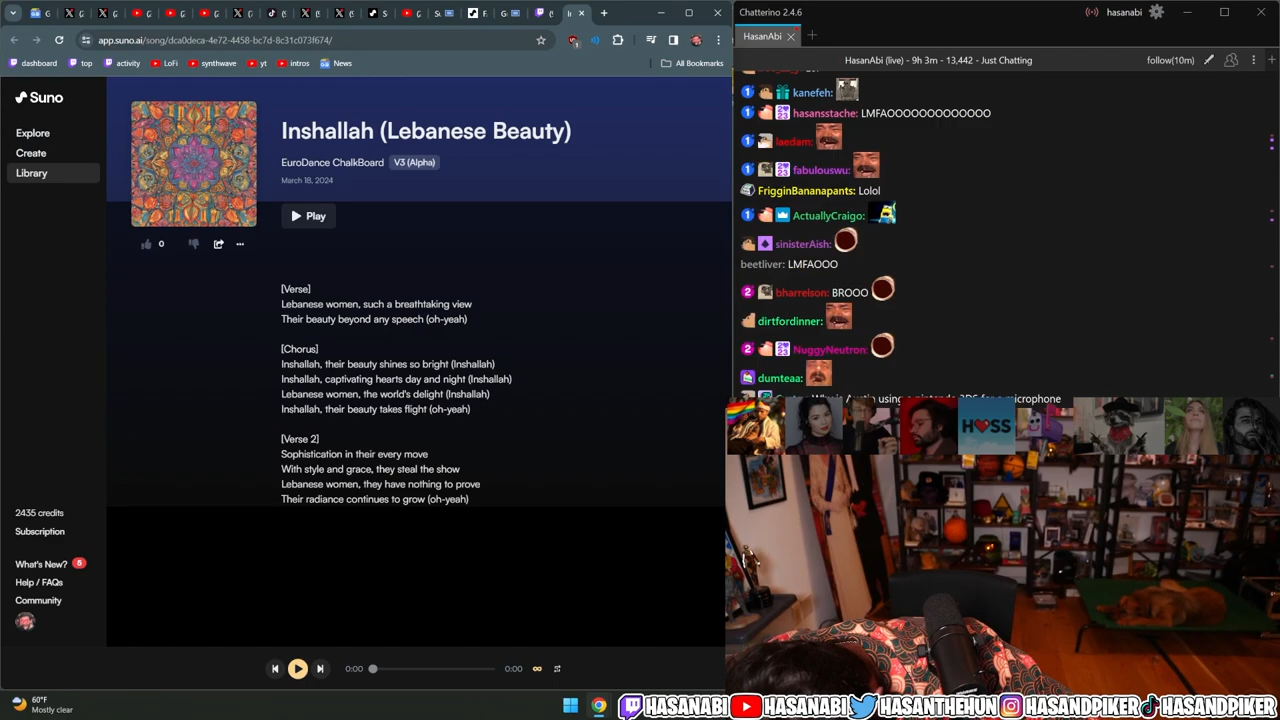 Chatterino 2.4.6
hasanabi
app.suno.ai/song/dca0deca-4e72-4458-bc7d-8c31c073f674/
HasanAbi
dashboard
top
activity
LoFi
synthwave
yt
intros
News
All Bookmarks
HasanAbi (live) - 9h 3m - 13,442 - Just Chatting
follow(10m)
Suno
Explore
Create
Library
Inshallah (Lebanese Beauty)
EuroDance ChalkBoard
V3 (Alpha)
March 18, 2024
Play
0
[Verse]
Lebanese women, such a breathtaking view
Their beauty beyond any speech (oh-yeah)
[Chorus]
Inshallah, their beauty shines so bright (Inshallah)
Inshallah, captivating hearts day and night (Inshallah)
Lebanese women, the world's delight (Inshallah)
Inshallah, their beauty takes flight (oh-yeah)
[Verse 2]
Sophistication in their every move
With style and grace, they steal the show
Lebanese women, they have nothing to prove
Their radiance continues to grow (oh-yeah)
2435 credits
Subscription
What's New? 5
Help / FAQs
Community
0:00
0:00
60°F
Mostly clear
kanefeh:
hasansstache: LMFAOOOOOOOOOOOOO
laedam:
fabulouswu:
FrigginBananapants: Lolol
ActuallyCraigo:
sinisterAish:
beetliver: LMFAOOO
bharrelson: BROOO
dirtfordinner:
NuggyNeutron:
dumteaa:
using a nintendo 3DS for a microphone
HOSS
HASANABI
HASANABI
HASANTHEHUN
HASANDPIKER
HASANDPIKER